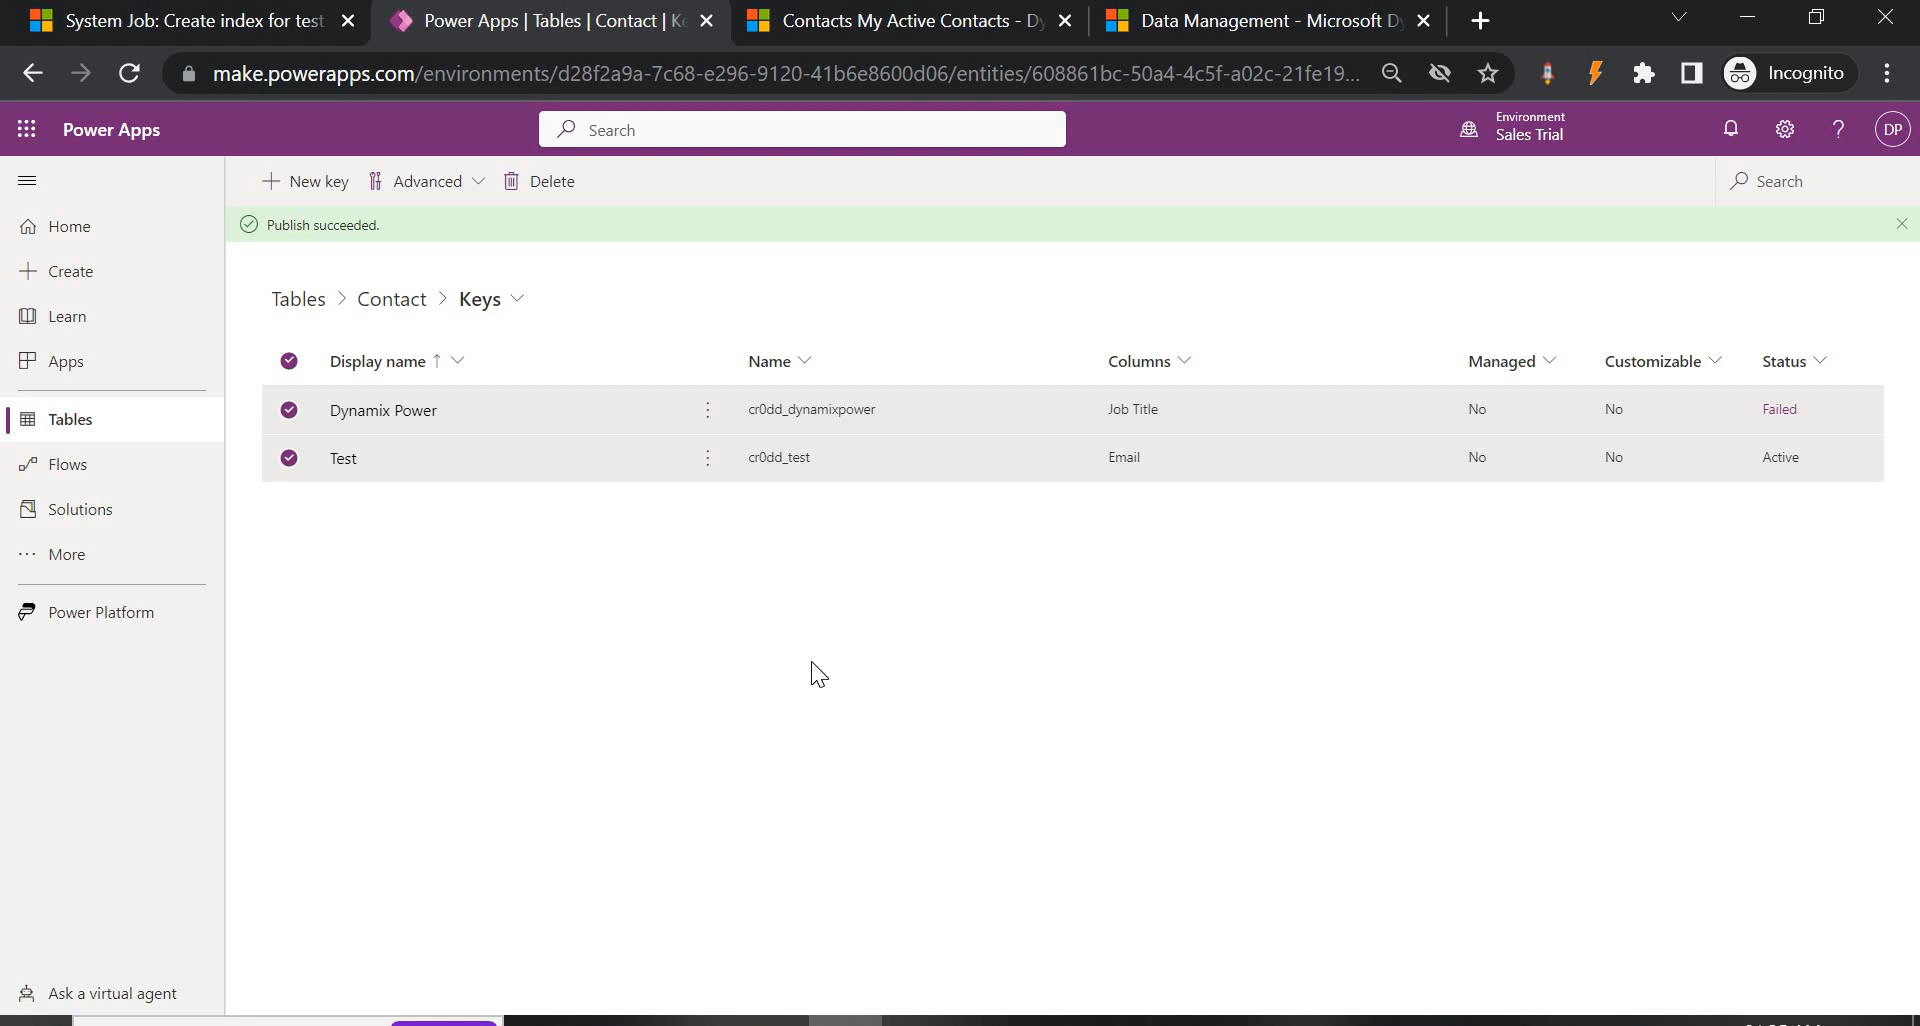 System Job: Create index for test
Power Apps | Tables | Contact | Ke
Contacts My Active Contacts - Dy
Data Management - Microsoft D
make.powerapps.com/environments/d28f2a9a-7c68-e296-9120-41b6e8600d06/entities/608861bc-50a4-4c5f-a02c-21fe19...
Incognito
Power Apps
Search
Environment
Sales Trial
DP
New key
Advanced
Delete
Search
Publish succeeded.
Home
Create
Learn
Apps
Tables
Flows
Solutions
More
Power Platform
Ask a virtual agent
Tables > Contact > Keys
Display name ↑ Name Columns Managed Customizable Status
Dynamix Power cr0dd_dynamixpower Job Title No No Failed
Test cr0dd_test Email No No Active